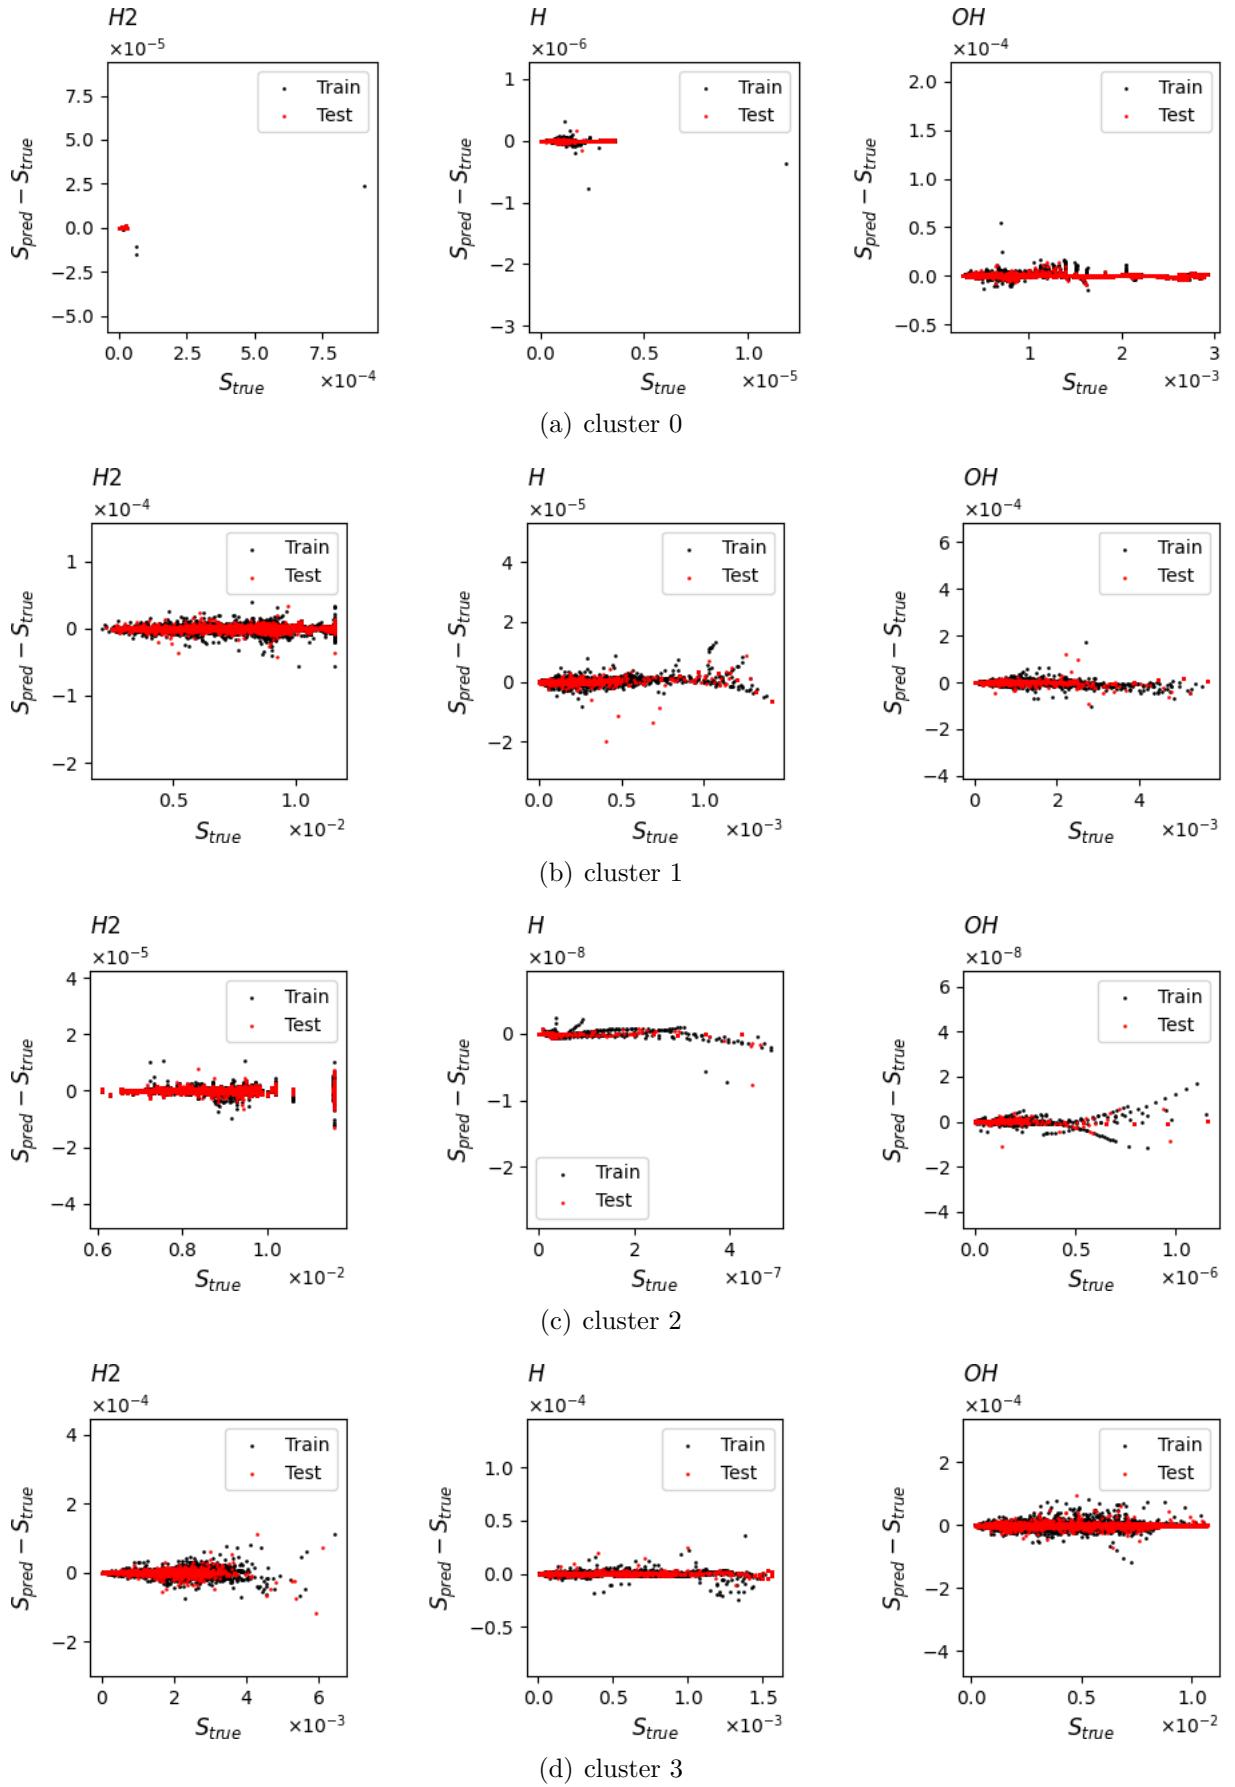 H2 H OH
×10⁻⁵ ×10⁻⁶ ×10⁻⁴
Train Train Train
Test Test Test
7.5 5.0 2.5 0.0 −2.5 −5.0
1 0 −1 −2 −3
2.0 1.5 1.0 0.5 0.0 −0.5
S_pred − S_true S_pred − S_true S_pred − S_true
0.0 2.5 5.0 7.5 0.0 0.5 1.0 1 2 3
S_true ×10⁻⁴ S_true ×10⁻⁵ S_true ×10⁻³
(a) cluster 0
H2 H OH
×10⁻⁴ ×10⁻⁵ ×10⁻⁴
Train Train Train
Test Test Test
1 0 −1 −2
4 2 0 −2
6 4 2 0 −2 −4
S_pred − S_true S_pred − S_true S_pred − S_true
0.5 1.0 0.0 0.5 1.0 0 2 4
S_true ×10⁻² S_true ×10⁻³ S_true ×10⁻³
(b) cluster 1
H2 H OH
×10⁻⁵ ×10⁻⁸ ×10⁻⁸
Train Train Train
Test Test Test
4 2 0 −2 −4
0 −1 −2
6 4 2 0 −2 −4
S_pred − S_true S_pred − S_true S_pred − S_true
0.6 0.8 1.0 0 2 4 0.0 0.5 1.0
S_true ×10⁻² S_true ×10⁻⁷ S_true ×10⁻⁶
(c) cluster 2
H2 H OH
×10⁻⁴ ×10⁻⁴ ×10⁻⁴
Train Train Train
Test Test Test
4 2 0 −2
1.0 0.5 0.0 −0.5
2 0 −2 −4
S_pred − S_true S_pred − S_true S_pred − S_true
0 2 4 6 0.0 0.5 1.0 1.5 0.0 0.5 1.0
S_true ×10⁻³ S_true ×10⁻³ S_true ×10⁻²
(d) cluster 3